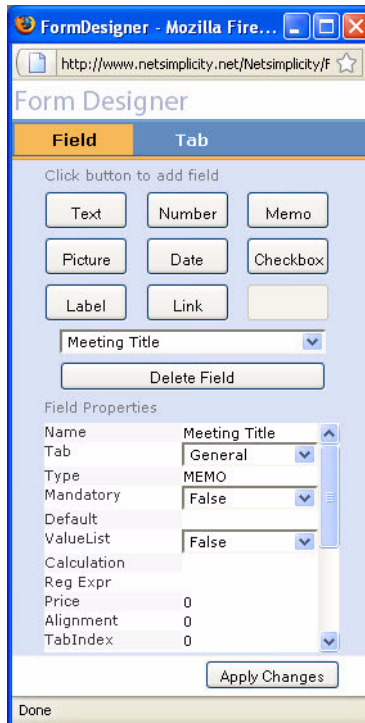 FormDesigner - Mozilla Fire...
http://www.netsimplicity.net/Netsimplicity/F
Form Designer
Field Tab
Click button to add field
Text Number Memo
Picture Date Checkbox
Label Link
Meeting Title
Delete Field
Field Properties
Name Meeting Title
Tab General
Type MEMO
Mandatory False
Default
ValueList False
Calculation
Reg Expr
Price 0
Alignment 0
TabIndex 0
Apply Changes
Done